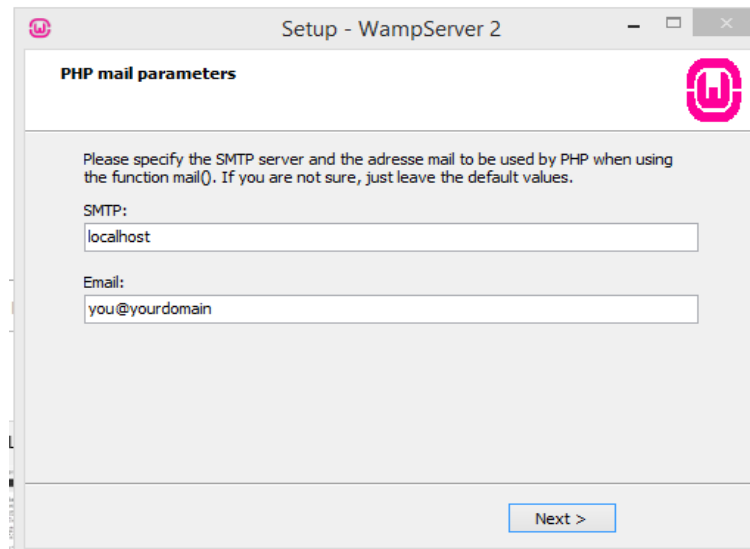 Setup - WampServer 2
PHP mail parameters
Please specify the SMTP server and the adresse mail to be used by PHP when using
the function mail(). If you are not sure, just leave the default values.
SMTP:
localhost
Email:
you@yourdomain
Next >